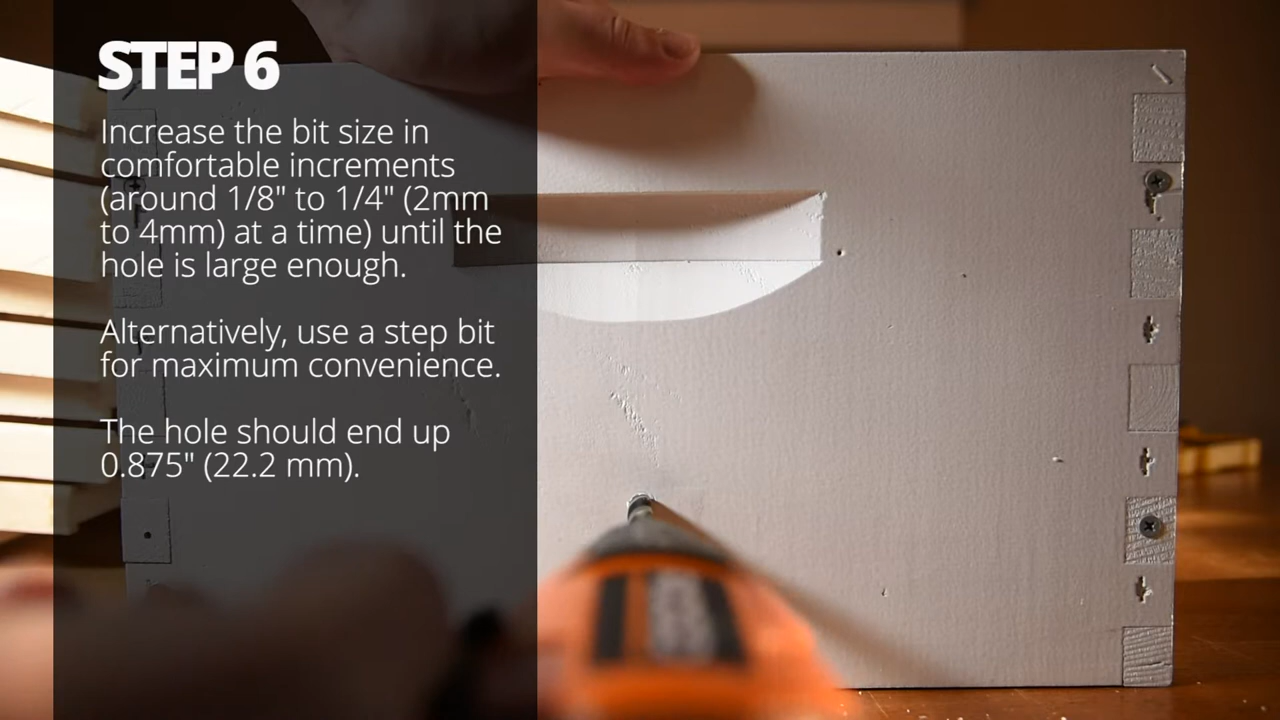 STEP 6
Increase the bit size in
comfortable increments
(around 1/8" to 1/4" (2mm
to 4mm) at a time) until the
hole is large enough.
Alternatively, use a step bit
for maximum convenience.
The hole should end up
0.875" (22.2 mm).